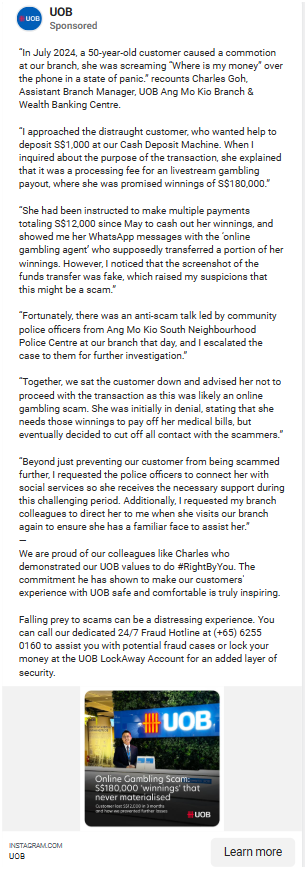 UOB
UOB
Sponsored
“In July 2024, a 50-year-old customer caused a commotion
at our branch, she was screaming “Where is my money” over
the phone in a state of panic.” recounts Charles Goh,
Assistant Branch Manager, UOB Ang Mo Kio Branch &
Wealth Banking Centre.
“I approached the distraught customer, who wanted help to
deposit S$1,000 at our Cash Deposit Machine. When I
inquired about the purpose of the transaction, she explained
that it was a processing fee for an livestream gambling
payout, where she was promised winnings of S$180,000.”
“She had been instructed to make multiple payments
totaling S$12,000 since May to cash out her winnings, and
showed me her WhatsApp messages with the ‘online
gambling agent’ who supposedly transferred a portion of her
winnings. However, I noticed that the screenshot of the
funds transfer was fake, which raised my suspicions that
this might be a scam.”
“Fortunately, there was an anti-scam talk led by community
police officers from Ang Mo Kio South Neighbourhood
Police Centre at our branch that day, and I escalated the
case to them for further investigation.”
“Together, we sat the customer down and advised her not to
proceed with the transaction as this was likely an online
gambling scam. She was initially in denial, stating that she
needs those winnings to pay off her medical bills, but
eventually decided to cut off all contact with the scammers.”
“Beyond just preventing our customer from being scammed
further, I requested the police officers to connect her with
social services so she receives the necessary support during
this challenging period. Additionally, I requested my branch
colleagues to direct her to me when she visits our branch
again to ensure she has a familiar face to assist her.”
—
We are proud of our colleagues like Charles who
demonstrated our UOB values to do #RightByYou. The
commitment he has shown to make our customers’
experience with UOB safe and comfortable is truly inspiring.
Falling prey to scams can be a distressing experience. You
can call our dedicated 24/7 Fraud Hotline at (+65) 6255
0160 to assist you with potential fraud cases or lock your
money at the UOB LockAway Account for an added layer of
security.
UOB
Online Gambling Scam:
S$180,000 ‘winnings’ that
never materialised
Customer lost S$12,000 in 3 months
and how we prevented further losses
UOB
INSTAGRAM.COM
UOB
Learn more